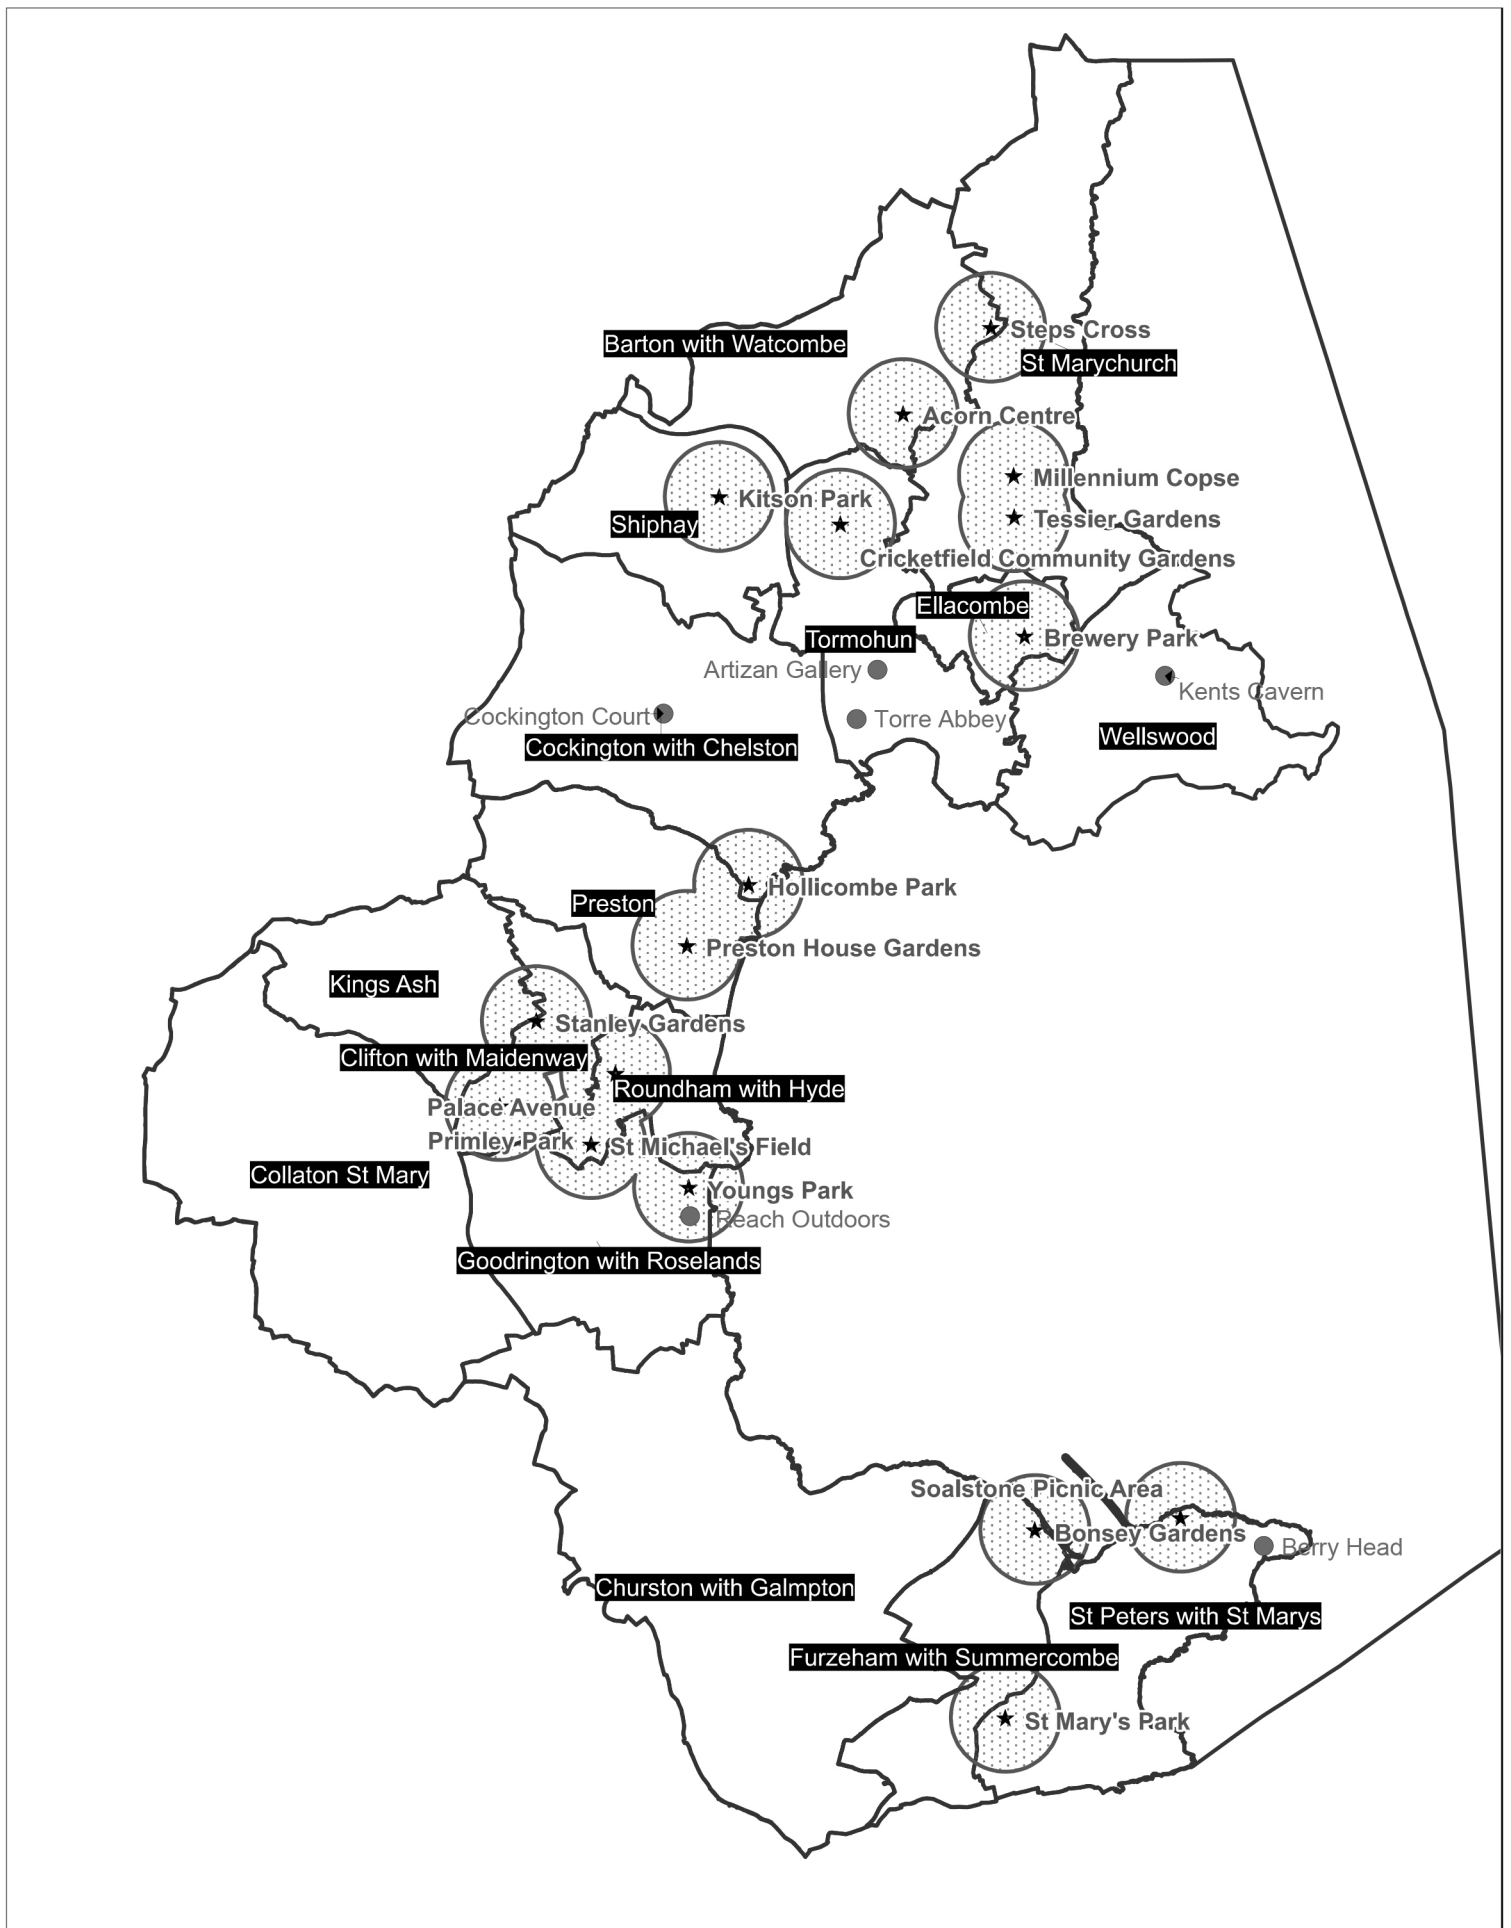 Steps Cross
Barton with Watcombe
St Marychurch
Acorn Centre
Millennium Copse
Kitson Park
Tessier Gardens
Shiphay
Cricketfield Community Gardens
Ellacombe
Tormohun
Brewery Park
Artizan Gallery
Kents Cavern
Cockington Court
Torre Abbey
Wellswood
Cockington with Chelston
Hollicombe Park
Preston
Preston House Gardens
Kings Ash
Stanley Gardens
Clifton with Maidenway
Roundham with Hyde
Palace Avenue
Primley Park
St Michael's Field
Collaton St Mary
Youngs Park
Reach Outdoors
Goodrington with Roselands
Soalstone Picnic Area
Bonsey Gardens
Berry Head
Churston with Galmpton
St Peters with St Marys
Furzeham with Summercombe
St Mary's Park